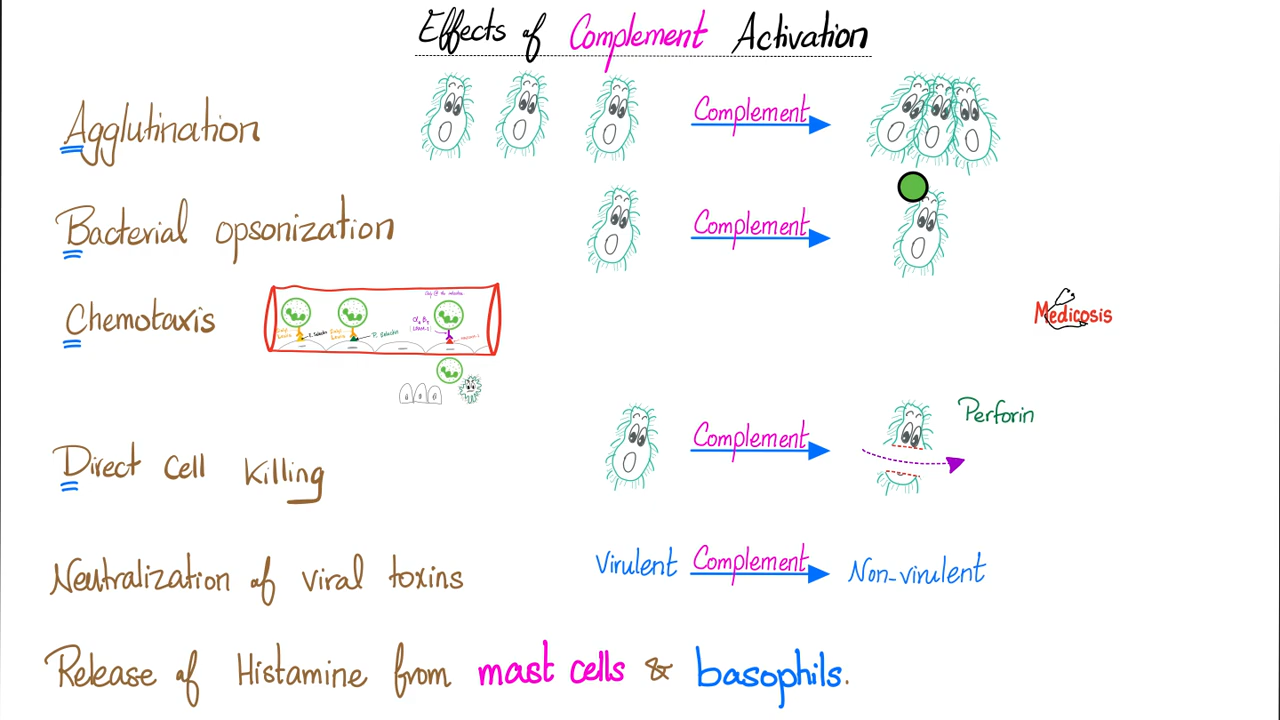 Effects of Complement Activation
Agglutination
Complement
Bacterial opsonization
Complement
Chemotaxis
Medicosis
P. Selectin
Direct Cell Killing
Complement
Perforin
Neutralization of viral toxins
Virulent Complement Non-virulent
Release of Histamine from mast cells & basophils.